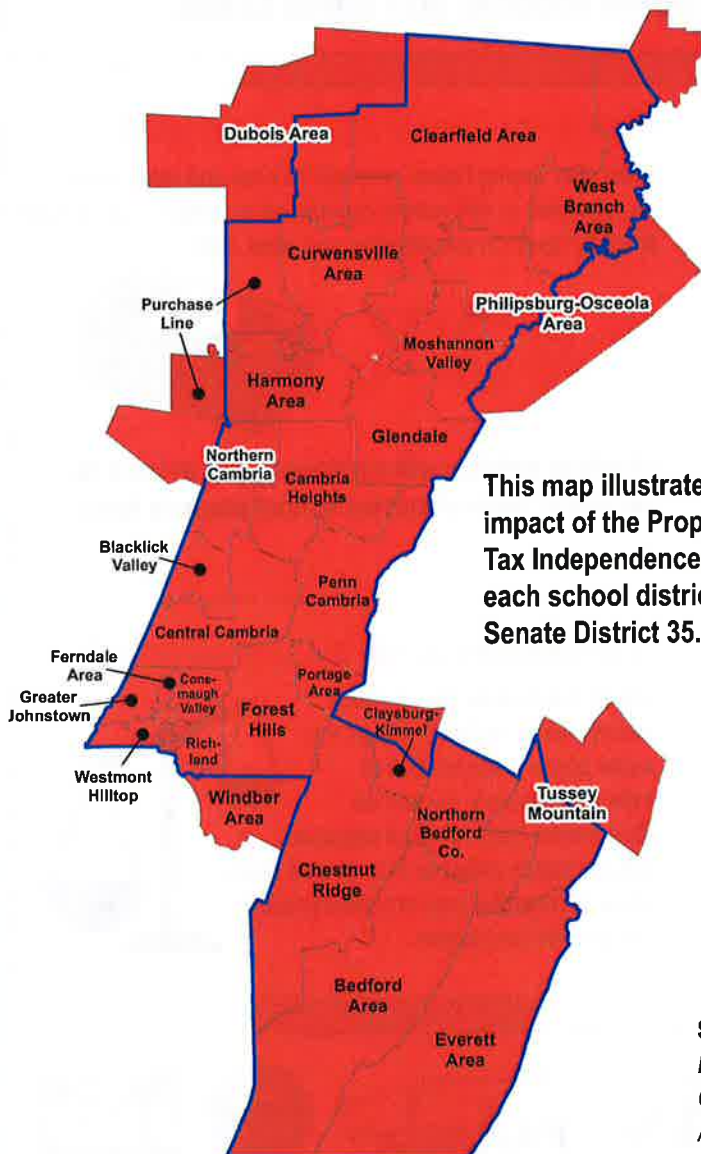 Dubois Area
Clearfield Area
West
Branch
Area
Curwensville
Area
Purchase
Line
Philipsburg-Osceola
Area
Moshannon
Valley
Harmony
Area
Glendale
Northern
Cambria
Cambria
Heights
This map illustrate
impact of the Prop
Tax Independence
each school distri
Senate District 35.
Blacklick
Valley
Penn
Cambria
Central Cambria
Ferndale
Area
Cone-
maugh
Valley
Portage
Area
Greater
Johnstown
Forest
Hills
Claysburg-
Kimmel
Rich-
land
Westmont
Hilltop
Windber
Area
Tussey
Mountain
Northern
Bedford
Co.
Chestnut
Ridge
Bedford
Area
Everett
Area